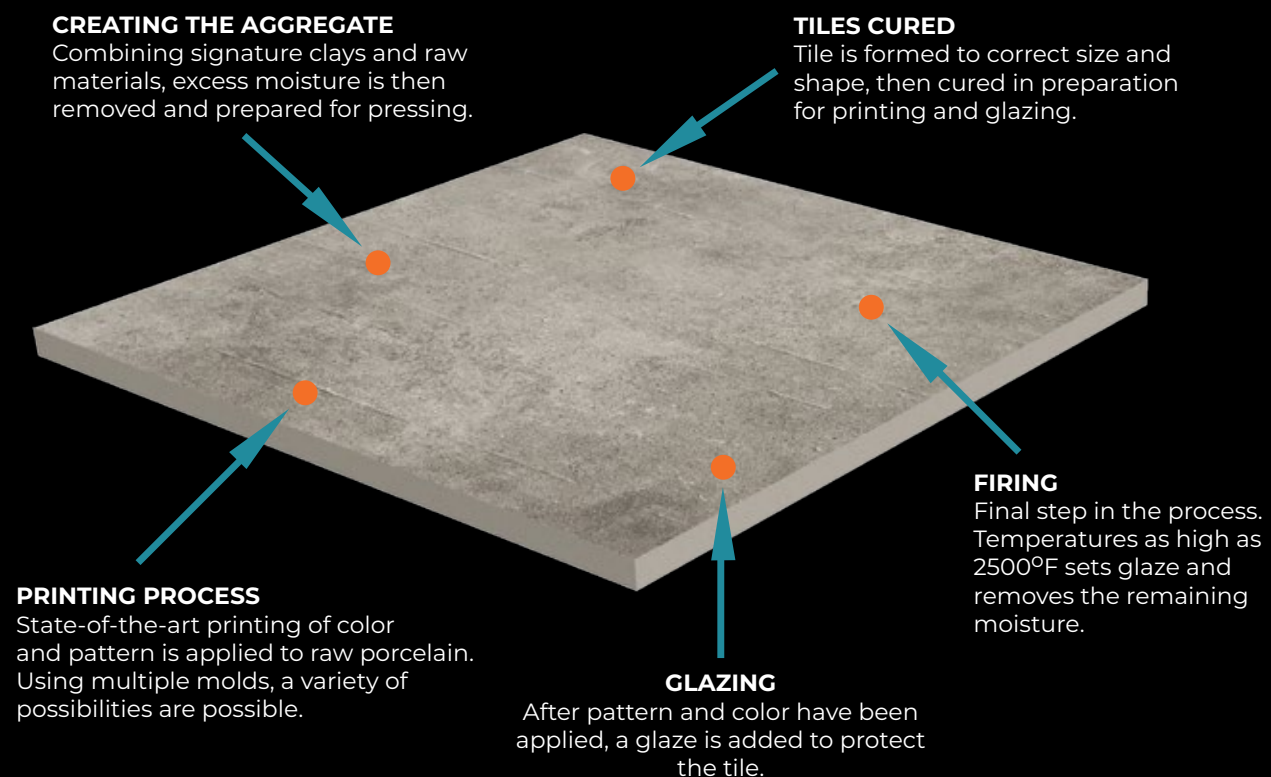 CREATING THE AGGREGATE
Combining signature clays and raw
materials, excess moisture is then
removed and prepared for pressing.
TILES CURED
Tile is formed to correct size and
shape, then cured in preparation
for printing and glazing.
FIRING
Final step in the process.
Temperatures as high as
2500ºF sets glaze and
removes the remaining
moisture.
PRINTING PROCESS
State-of-the-art printing of color
and pattern is applied to raw porcelain.
Using multiple molds, a variety of
possibilities are possible.
GLAZING
After pattern and color have been
applied, a glaze is added to protect
the tile.